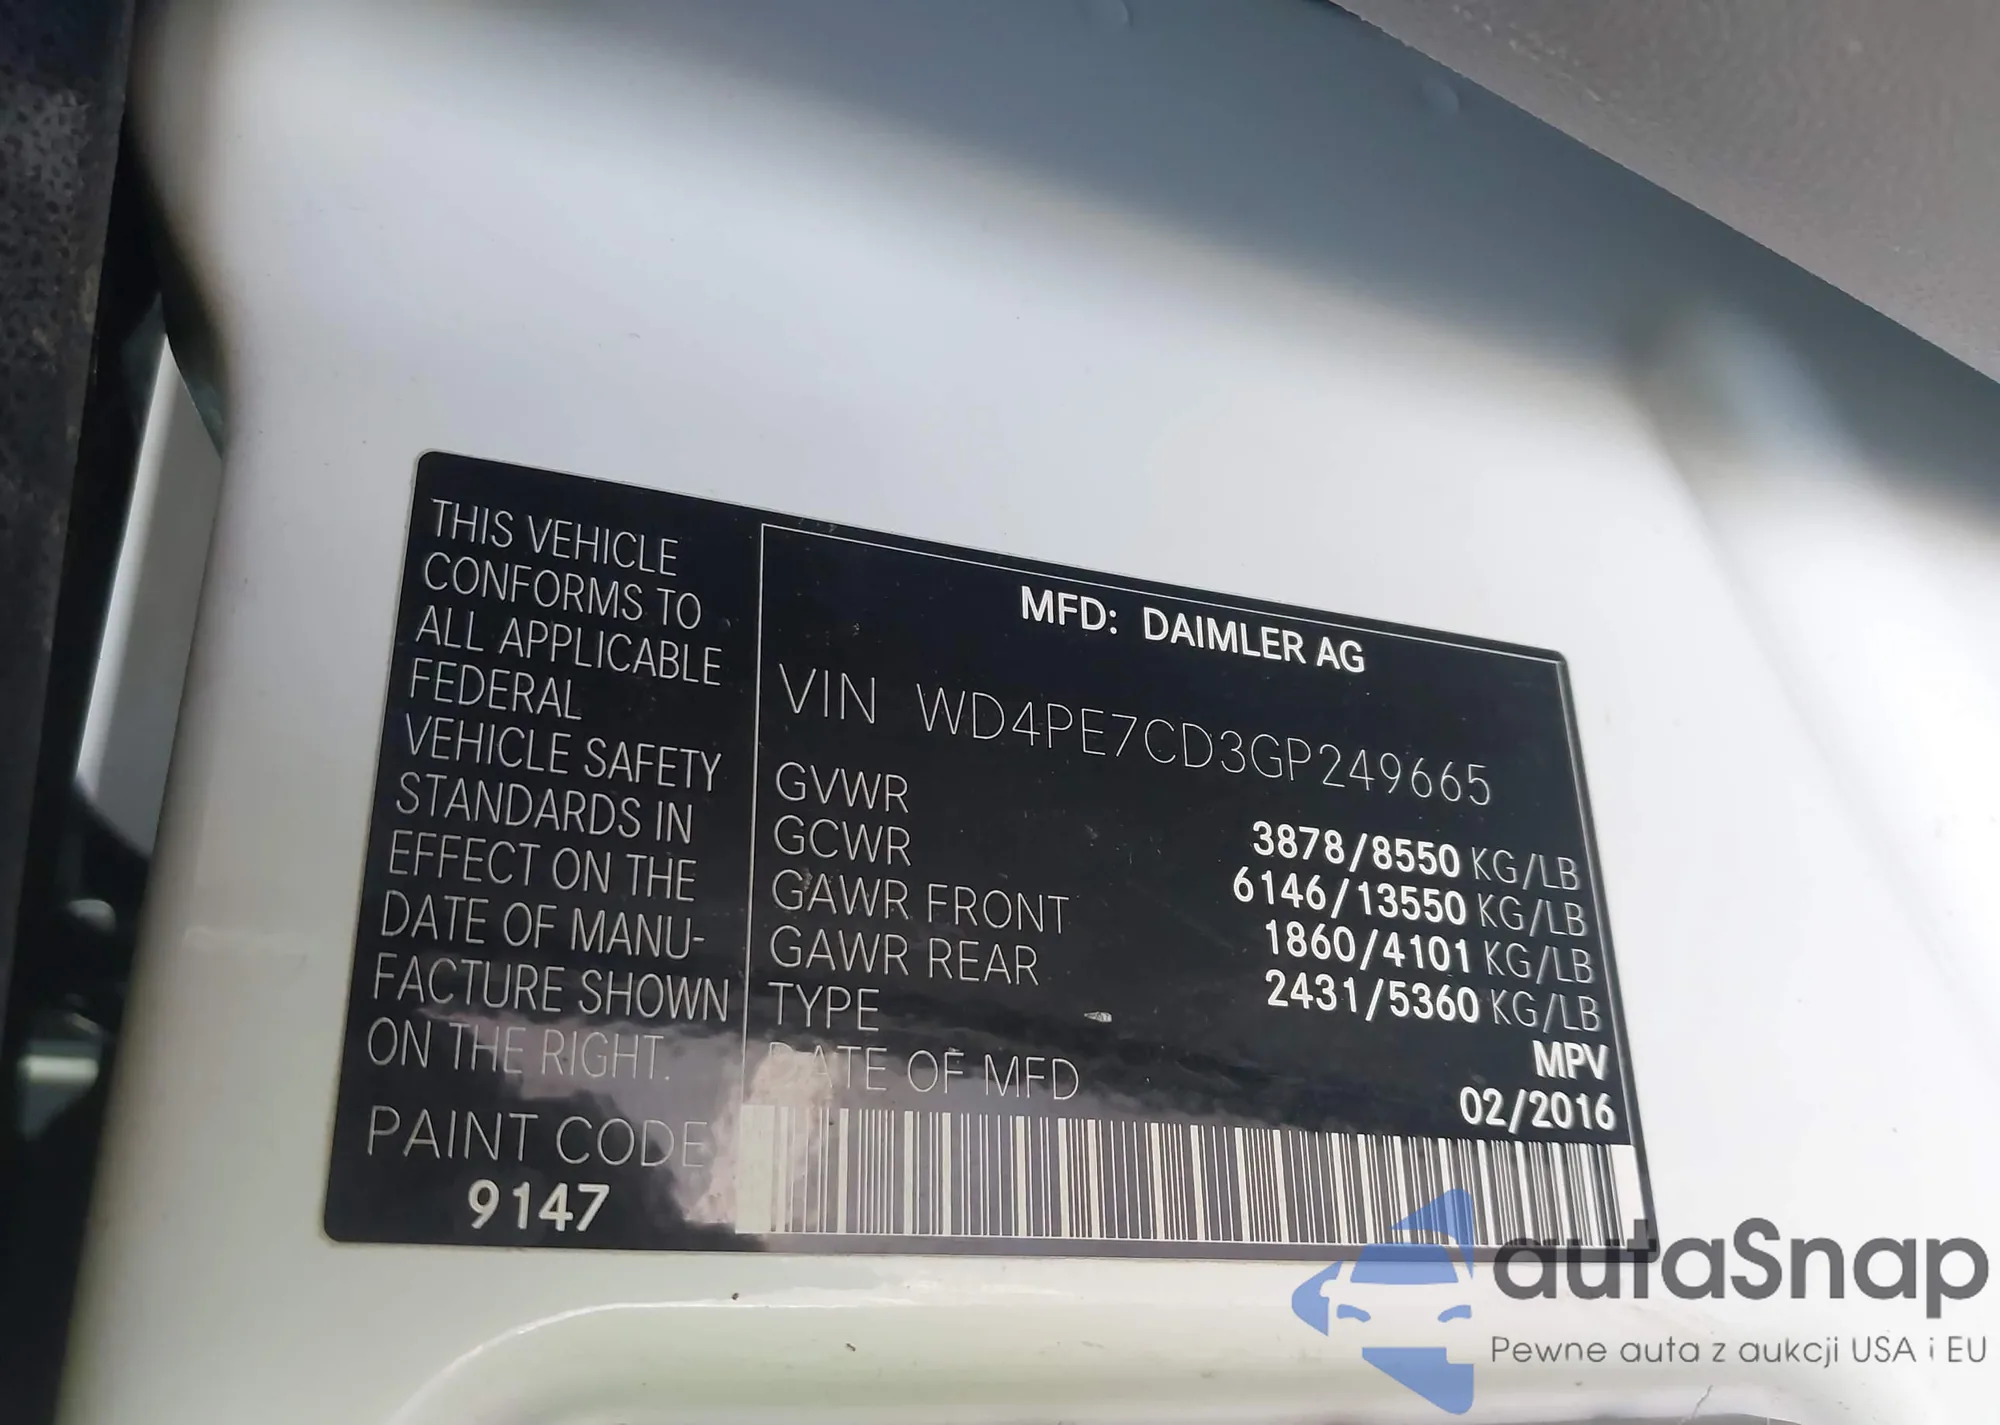 THIS VEHICLE
CONFORMS TO
ALL APPLICABLE
FEDERAL
VEHICLE SAFETY
STANDARDS IN
EFFECT ON THE
DATE OF MANU-
FACTURE SHOWN
ON THE RIGHT.
PAINT CODE
9147
MFD: DAIMLER AG
VIN WD4PE7CD3GP249665
GVWR 3878/8550 KG/LB
GCWR 6146/13550 KG/LB
GAWR FRONT 1860/4101 KG/LB
GAWR REAR 2431/5360 KG/LB
TYPE MPV
DATE OF MFD 02/2016
autaSnap
Pewne auta z aukcji USA i EU